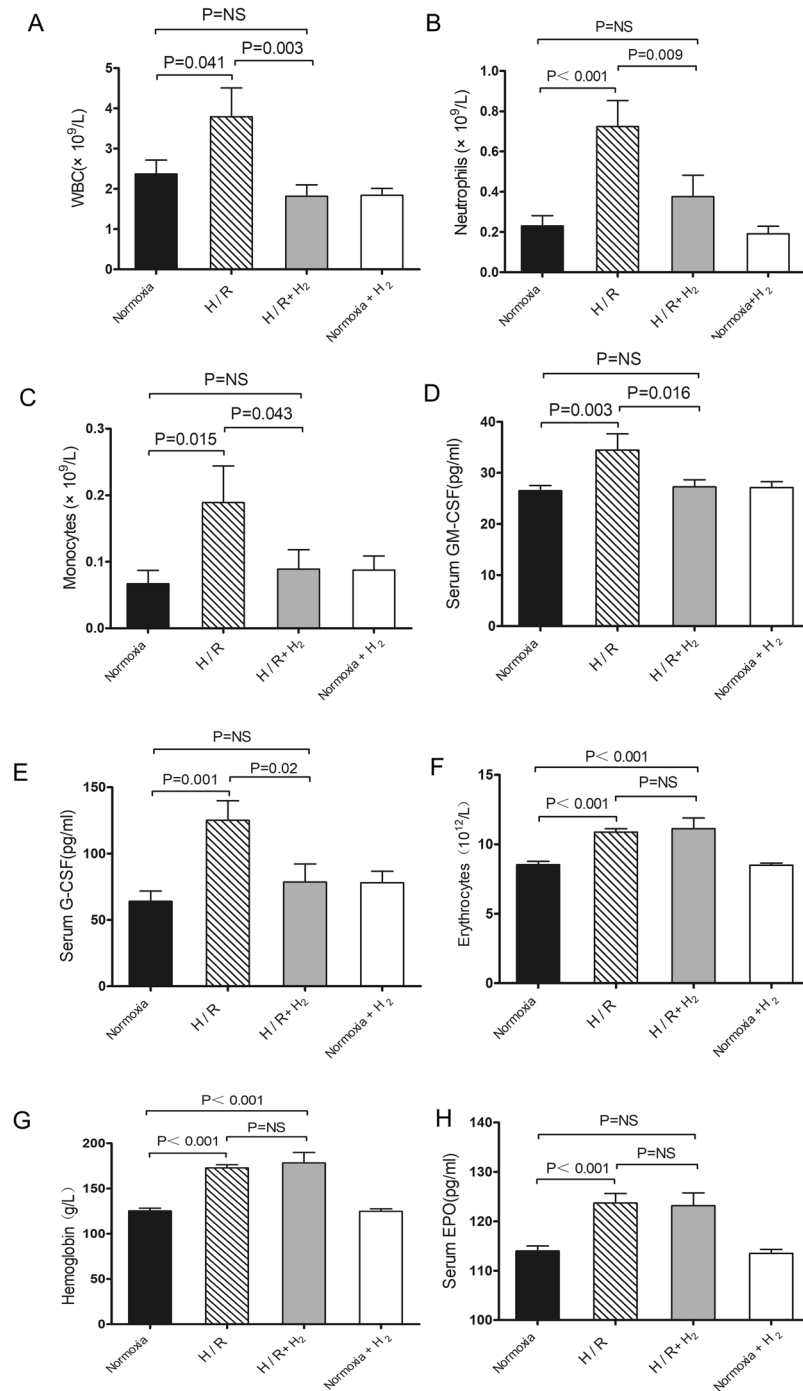 A
P=NS
P=0.041
P=0.003
WBC(× 10⁹/L)
5
4
3
2
1
0
Normoxia
H / R
H / R+ H₂
Normoxia + H₂
B
P=NS
P=0.009
P< 0.001
Neutrophils (× 10⁹/L)
1.0
0.8
0.6
0.4
0.2
0.0
Normoxia
H / R
H / R+ H₂
Normoxia+H₂
C
P=NS
P=0.043
P=0.015
Monocytes (× 10⁹/L)
0.3
0.2
0.1
0.0
Normoxia
H / R
H / R+ H₂
Normoxia + H₂
D
P=NS
P=0.016
P=0.003
Serum GM-CSF(pg/ml)
40
30
20
10
0
Normoxia
H / R
H / R+ H₂
Normoxia + H₂
E
P=NS
P=0.02
P=0.001
Serum G-CSF(pg/ml)
150
100
50
0
Normoxia
H / R
H / R+ H₂
Normoxia + H₂
F
P< 0.001
P=NS
P< 0.001
Erythrocytes (10¹²/L)
15
10
5
0
Normoxia
H / R
H / R+ H₂
Normoxia +H₂
G
P< 0.001
P=NS
P< 0.001
Hemoglobin (g/L)
200
150
100
50
0
Normoxia
H / R
H / R+ H₂
Normoxia + H₂
H
P=NS
P=NS
P< 0.001
Serum EPO(pg/ml)
140
130
120
110
100
Normoxia
H / R
H / R+ H₂
Normoxia + H₂